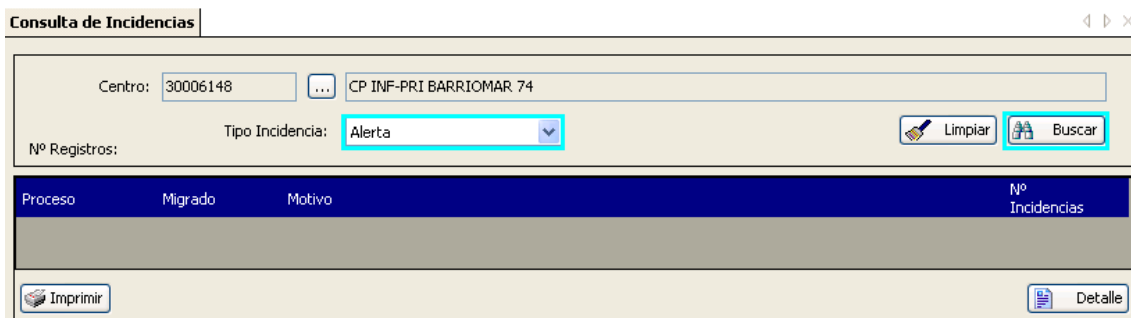 Consulta de Incidencias
Centro: 30006148 ... CP INF-PRI BARRIOMAR 74
Tipo Incidencia: Alerta Limpiar Buscar
Nº Registros:
Proceso Migrado Motivo Nº Incidencias
Imprimir Detalle